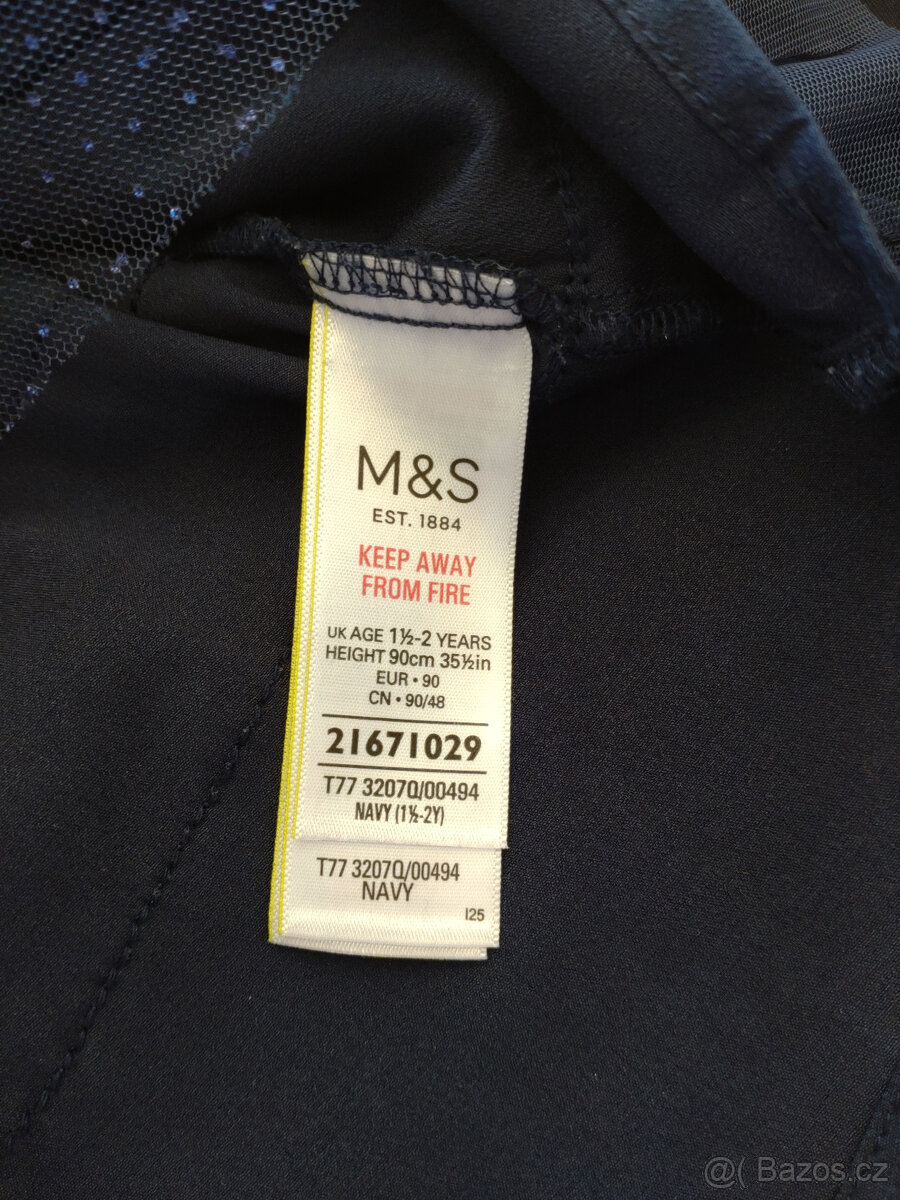 M&S
EST. 1884
KEEP AWAY
FROM FIRE
UK AGE 1½-2 YEARS
HEIGHT 90cm 35½in
EUR • 90
CN • 90/48
21671029
T77 3207Q/00494
NAVY (1½-2Y)
T77 3207Q/00494
NAVY
I25
@( Bazos.cz